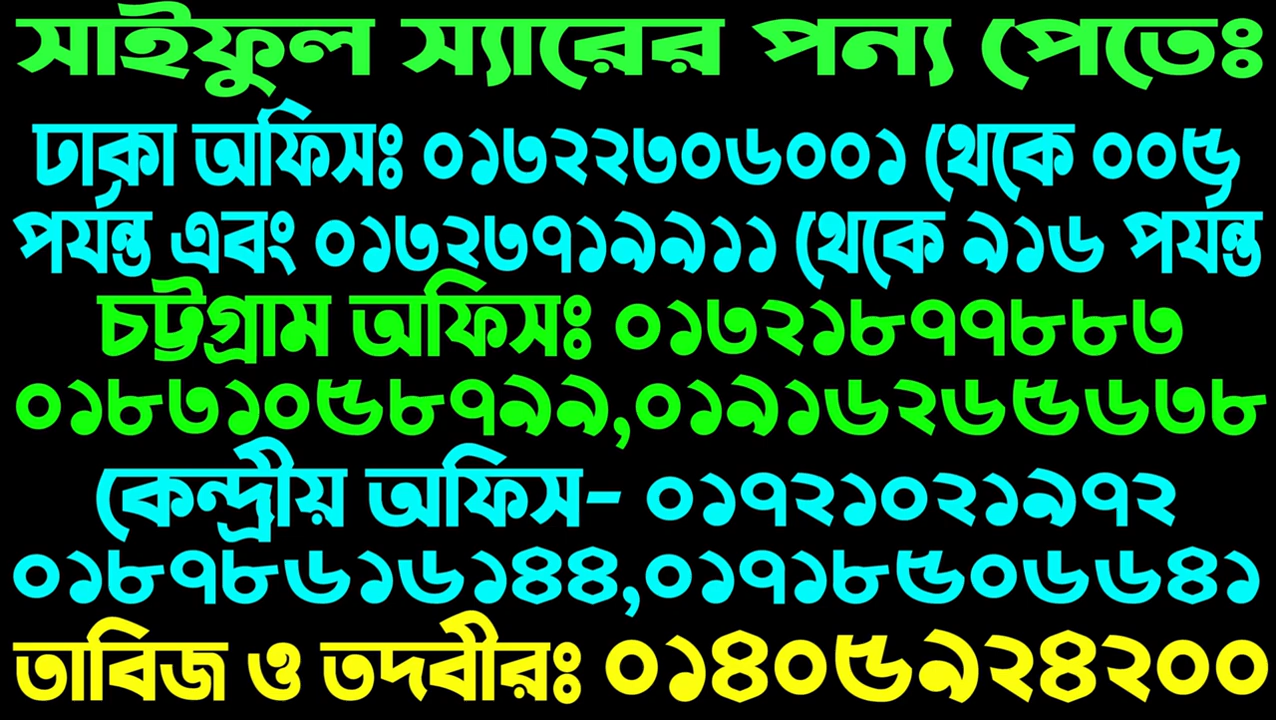 সাইফুল স্যারের পন্য পেতেঃ
ঢাকা অফিসঃ ০১৩২২৩০৬০০১ থেকে ০০৫
পর্যন্ত এবং ০১৩২৩৭১৯৯১১ থেকে ৯১৬ পর্যন্ত
চট্টগ্রাম অফিসঃ ০১৩২১৮৭৭৮৮৩
০১৮৩১০৫৮৭৯৯,০১৯১৬২৬৫৬৩৮
কেন্দ্রীয় অফিস- ০১৭২১০২১৯৭২
০১৮৭৮৬১৬১৪৪,০১৭১৮৫০৬৬৪১
তাবিজ ও তদবীরঃ ০১৪০৫৯২৪২০০